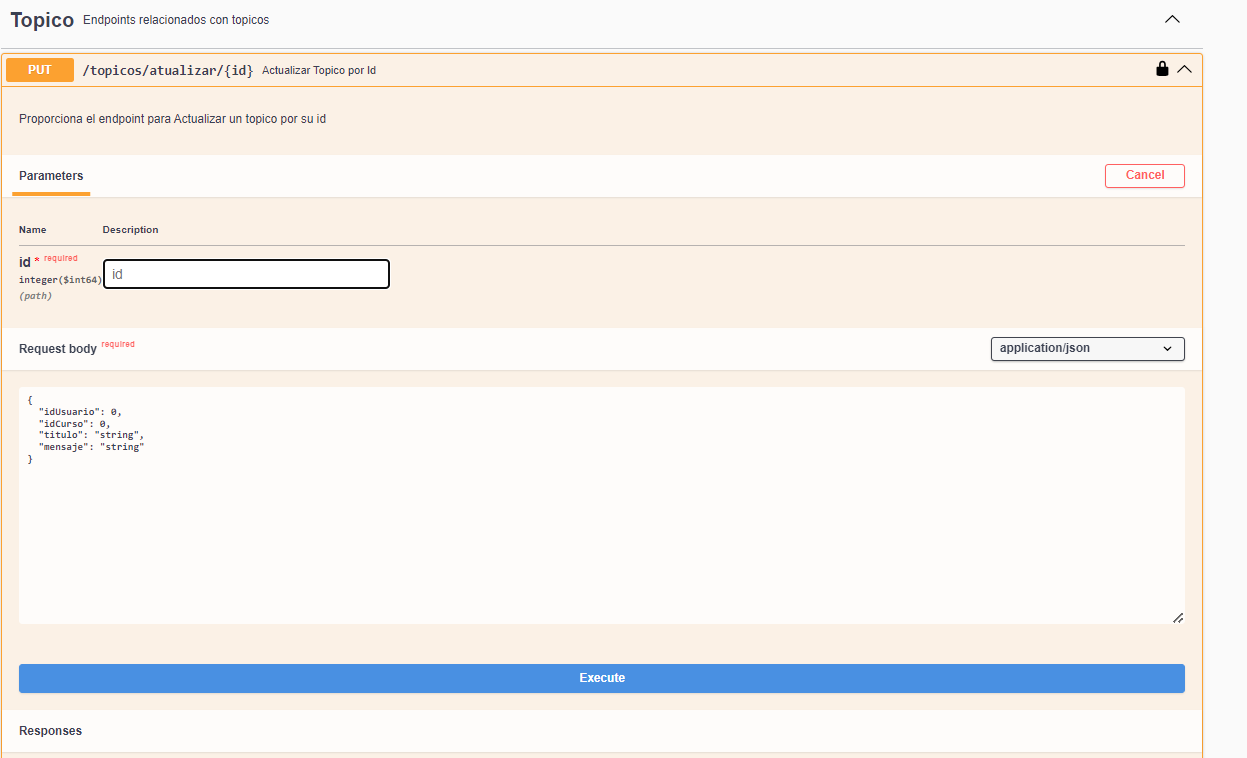 Topico Endpoints relacionados con topicos
PUT /topicos/atualizar/{id} Actualizar Topico por Id
Proporciona el endpoint para Actualizar un topico por su id
Parameters Cancel
Name Description
id * required
integer($int64) id
(path)
Request body required application/json
{
"idUsuario": 0,
"idCurso": 0,
"titulo": "string",
"mensaje": "string"
}
Execute
Responses